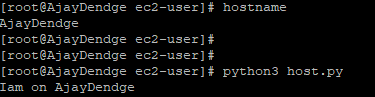 [root@AjayDendge ec2-user]# hostname
AjayDendge
[root@AjayDendge ec2-user]#
[root@AjayDendge ec2-user]#
[root@AjayDendge ec2-user]# python3 host.py
Iam on AjayDendge